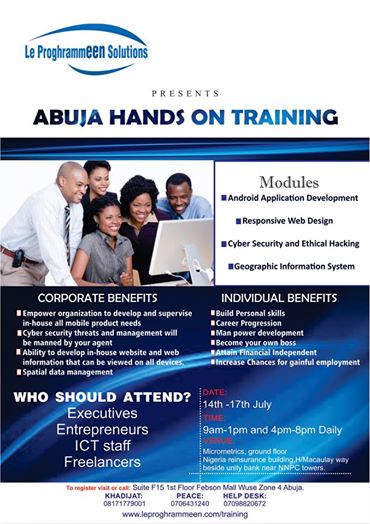 Le Proghrammeen Solutions
PRESENTS
ABUJA HANDS ON TRAINING
Modules
Android Application Development
Responsive Web Design
Cyber Security and Ethical Hacking
Geographic Information System
CORPORATE BENEFITS
Empower organization to develop and supervise
in-house all mobile product needs
Cyber security threats and management will
be manned by your agent
Ability to develop in-house website and web
information that can be viewed on all devices.
Spatial data management
INDIVIDUAL BENEFITS
Build Personal skills
Career Progression
Man power development
Become your own boss
Attain Financial Independent
Increase Chances for gainful employment
WHO SHOULD ATTEND?
Executives
Entrepreneurs
ICT staff
Freelancers
DATE:
14th -17th July
TIME:
9am-1pm and 4pm-8pm Daily
VENUE:
Micrometrics, ground floor
Nigeria reinsurance building,H/Macaulay way
beside unity bank near NNPC towers.
To register visit or call: Suite F15 1st Floor Febson Mall Wuse Zone 4 Abuja.
KHADIJAT: PEACE: HELP DESK:
08171779001 0706431240 07098820672
www.leproghrammeen.com/training